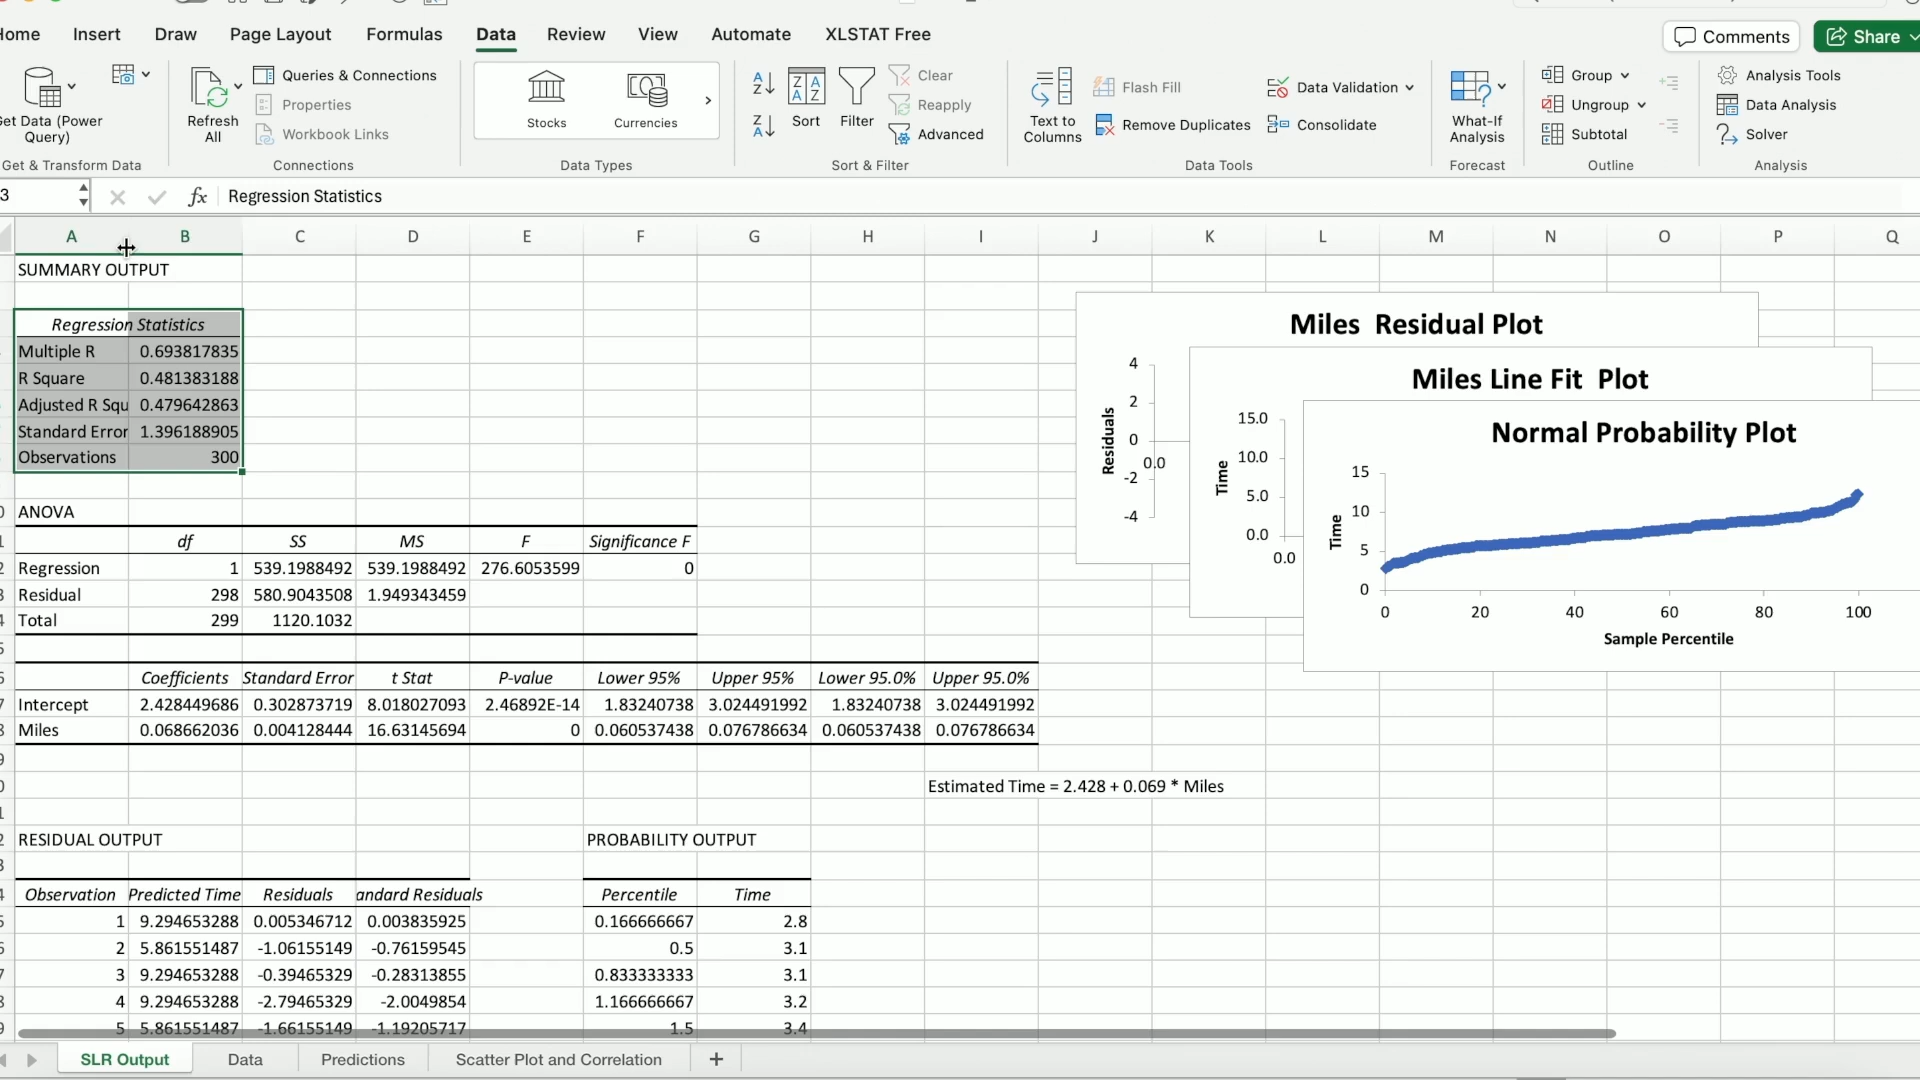 Home Insert Draw Page Layout Formulas Data Review View Automate XLSTAT Free Comments Share
Get Data (Power Query)
Get & Transform Data
Refresh All
Queries & Connections
Properties
Workbook Links
Connections
Stocks Currencies
Data Types
Sort Filter
Clear
Reapply
Advanced
Sort & Filter
Text to Columns
Flash Fill
Remove Duplicates
Data Validation
Consolidate
Data Tools
What-If Analysis
Forecast
Group
Ungroup
Subtotal
Outline
Analysis Tools
Data Analysis
Solver
Analysis
3 fx Regression Statistics
A B C D E F G H I J K L M N O P Q
SUMMARY OUTPUT
Regression Statistics
Multiple R 0.693817835
R Square 0.481383188
Adjusted R Squ 0.479642863
Standard Error 1.396188905
Observations 300
ANOVA
df SS MS F Significance F
Regression 1 539.1988492 539.1988492 276.6053599 0
Residual 298 580.9043508 1.949343459
Total 299 1120.1032
Coefficients Standard Error t Stat P-value Lower 95% Upper 95% Lower 95.0% Upper 95.0%
Intercept 2.428449686 0.302873719 8.018027093 2.46892E-14 1.83240738 3.024491992 1.83240738 3.024491992
Miles 0.068662036 0.004128444 16.63145694 0 0.060537438 0.076786634 0.060537438 0.076786634
Estimated Time = 2.428 + 0.069 * Miles
RESIDUAL OUTPUT PROBABILITY OUTPUT
Observation Predicted Time Residuals andard Residuals Percentile Time
1 9.294653288 0.005346712 0.003835925 0.166666667 2.8
2 5.861551487 -1.06155149 -0.76159545 0.5 3.1
3 9.294653288 -0.39465329 -0.28313855 0.833333333 3.1
4 9.294653288 -2.79465329 -2.0049854 1.166666667 3.2
5 5.861551487 -1.66155149 -1.19205717 1.5 3.4
Miles Residual Plot
Residuals
4
2
0
-2
-4
0.0
Miles Line Fit Plot
Time
15.0
10.0
5.0
0.0
0.0
Normal Probability Plot
Time
15
10
5
0
0 20 40 60 80 100
Sample Percentile
SLR Output Data Predictions Scatter Plot and Correlation +